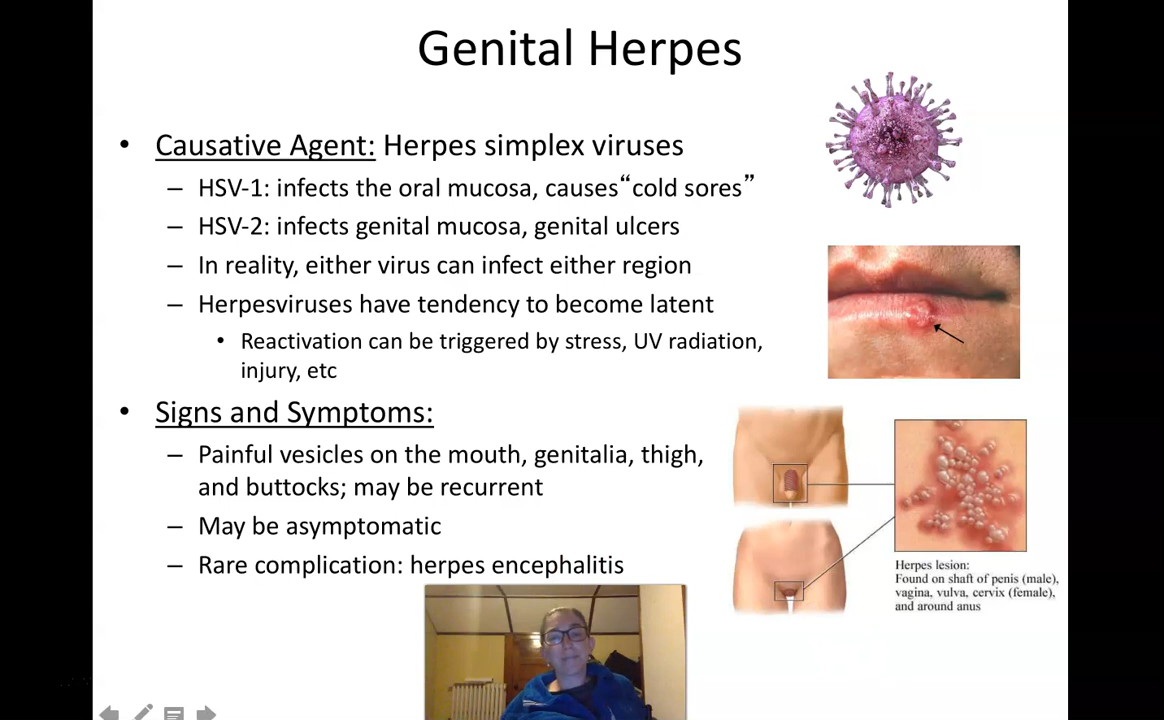 Genital Herpes
• Causative Agent: Herpes simplex viruses
– HSV-1: infects the oral mucosa, causes“cold sores”
– HSV-2: infects genital mucosa, genital ulcers
– In reality, either virus can infect either region
– Herpesviruses have tendency to become latent
• Reactivation can be triggered by stress, UV radiation,
injury, etc
• Signs and Symptoms:
– Painful vesicles on the mouth, genitalia, thigh,
and buttocks; may be recurrent
– May be asymptomatic
– Rare complication: herpes encephalitis
Herpes lesion:
Found on shaft of penis (male),
vagina, vulva, cervix (female),
and around anus